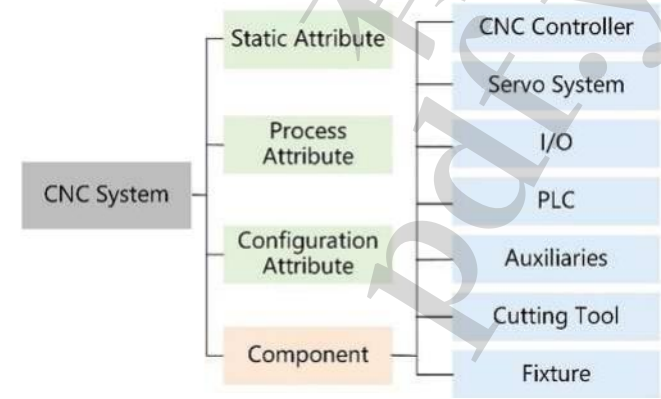 CNC System
Static Attribute
Process
Attribute
Configuration
Attribute
Component
CNC Controller
Servo System
I/O
PLC
Auxiliaries
Cutting Tool
Fixture